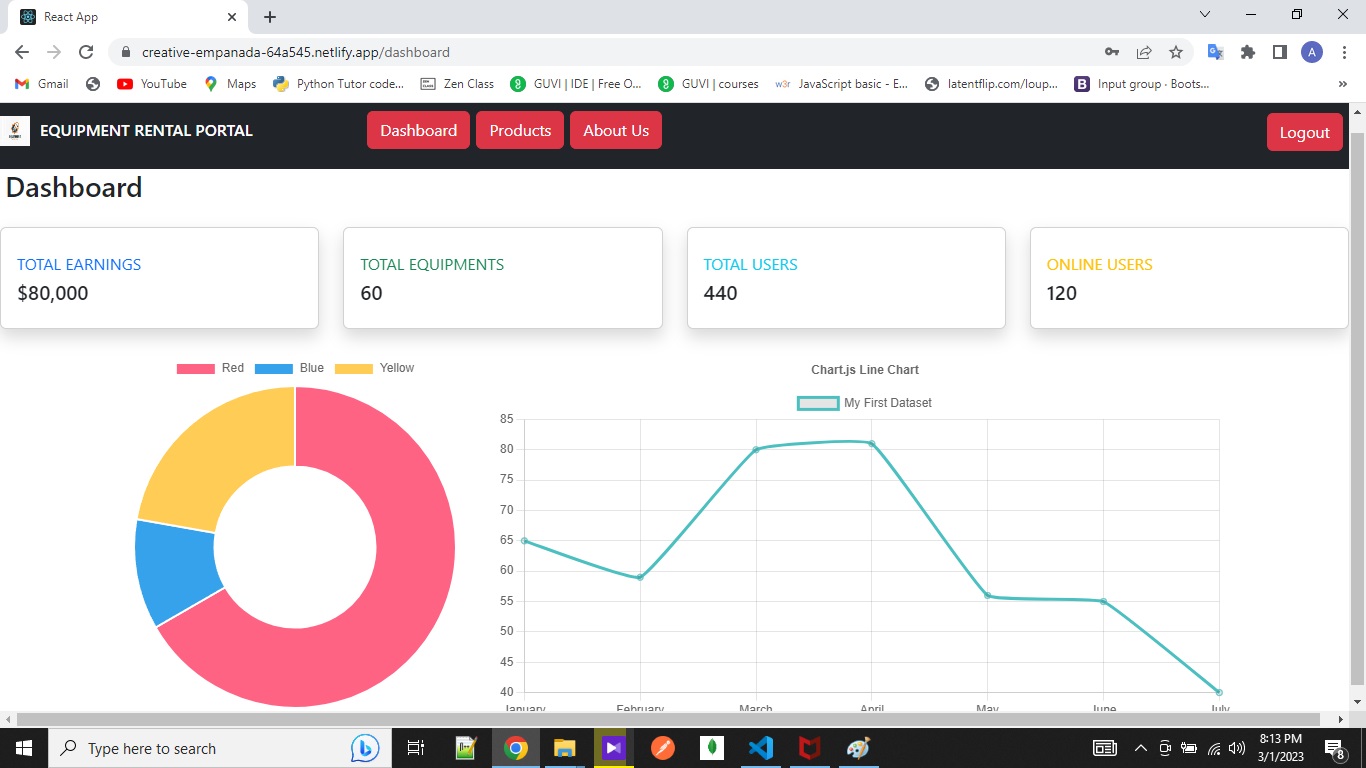 React App
creative-empanada-64a545.netlify.app/dashboard
A
Gmail YouTube Maps Python Tutor code... Zen Class GUVI | IDE | Free O... GUVI | courses w3r JavaScript basic - E... latentflip.com/loup... B Input group - Boots... »
EQUIPMENT RENTAL PORTAL Dashboard Products About Us Logout
Dashboard
TOTAL EARNINGS TOTAL EQUIPMENTS TOTAL USERS ONLINE USERS
$80,000 60 440 120
Red Blue Yellow
Chart.js Line Chart
My First Dataset
85
80
75
70
65
60
55
50
45
40
January February March April May June July
Type here to search
8:13 PM
3/1/2023
8